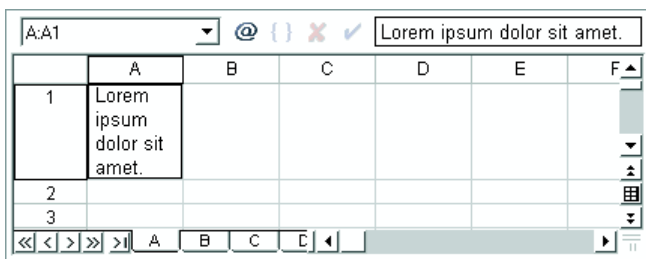 A:A1 @ { } Lorem ipsum dolor sit amet.
A B C D E F
1 Lorem
ipsum
dolor sit
amet.
2
3
A B C D